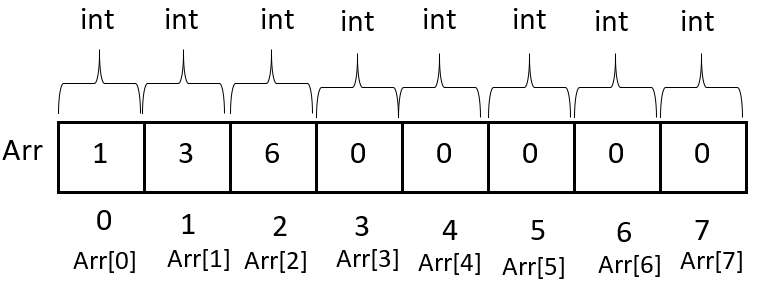 int int int int int int int int
Arr 1 3 6 0 0 0 0 0
0 1 2 3 4 5 6 7
Arr[0] Arr[1] Arr[2] Arr[3] Arr[4] Arr[5] Arr[6] Arr[7]